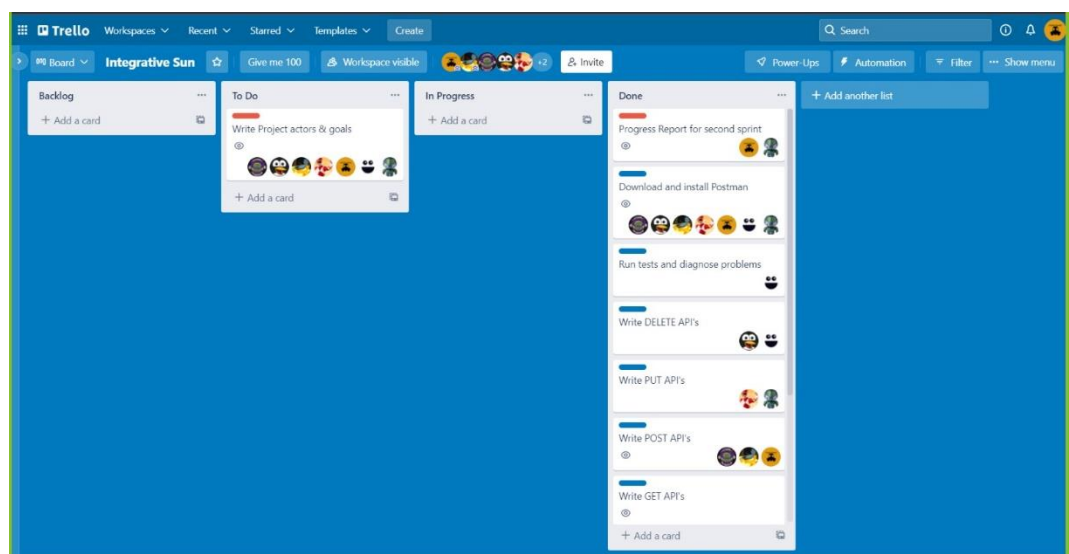 Trello Workspaces Recent Starred Templates Create Search
Board Integrative Sun Give me 100 Workspace visible +2 Invite Power-Ups Automation Filter ... Show menu
Backlog ...
+ Add a card
To Do ...
Write Project actors & goals
+ Add a card
In Progress ...
+ Add a card
Done ...
Progress Report for second sprint
Download and install Postman
Run tests and diagnose problems
Write DELETE API's
Write PUT API's
Write POST API's
Write GET API's
+ Add a card
+ Add another list